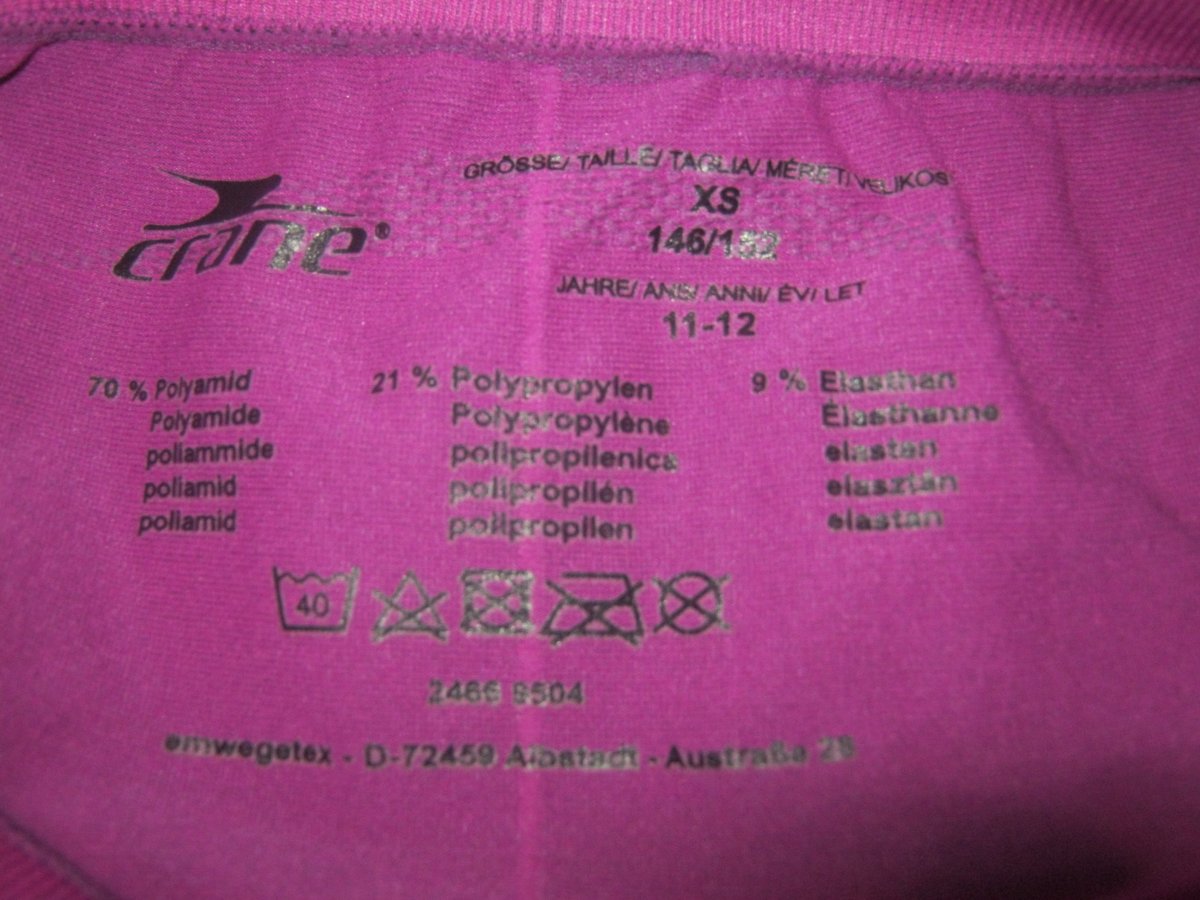 crane®
GRÖSSE/ TAILLE/ TAGLIA/ MÉRET/ VELIKOS
XS
146/152
JAHRE/ ANS/ ANNI/ ÉV/ LET
11-12
70 % Polyamid 21 % Polypropylen 9 % Elasthan
Polyamide Polypropylène Élasthanne
poliammide polipropilenica elastan
poliamid polipropilén elasztán
poliamid polipropilen elastan
40
2466 9504
emwegetex - D-72459 Albstadt - Austraße